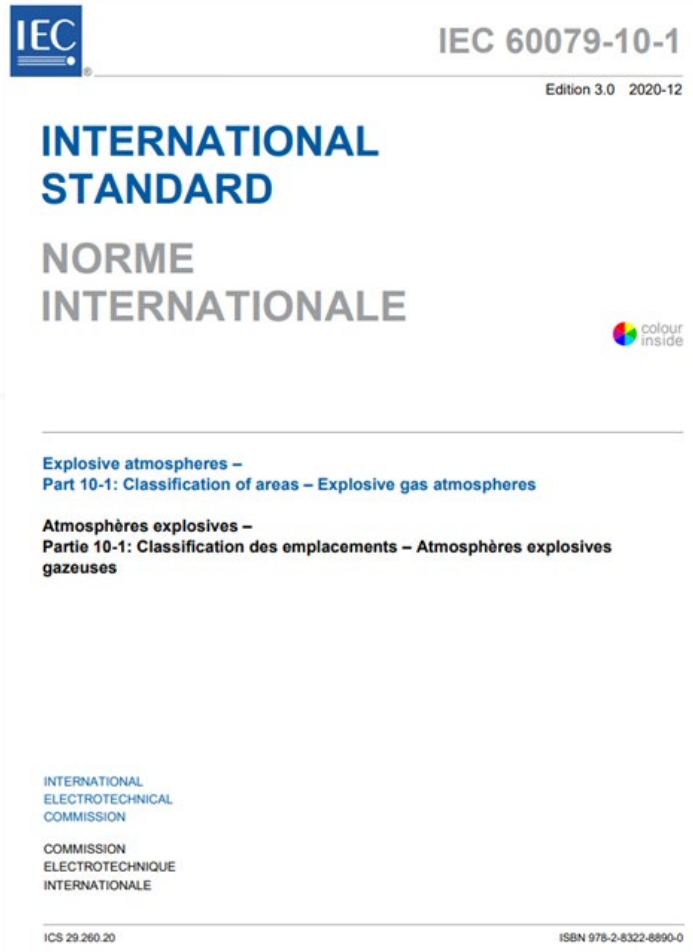 IEC
®
IEC 60079-10-1
Edition 3.0 2020-12
INTERNATIONAL
STANDARD
NORME
INTERNATIONALE
colour
inside
Explosive atmospheres –
Part 10-1: Classification of areas – Explosive gas atmospheres
Atmosphères explosives –
Partie 10-1: Classification des emplacements – Atmosphères explosives
gazeuses
INTERNATIONAL
ELECTROTECHNICAL
COMMISSION
COMMISSION
ELECTROTECHNIQUE
INTERNATIONALE
ICS 29.260.20
ISBN 978-2-8322-8890-0